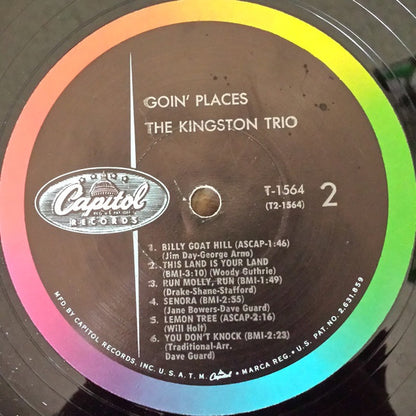 GOIN' PLACES
THE KINGSTON TRIO
T-1564
(T2-1564)
2
Capitol
RECORDS
1. BILLY GOAT HILL (ASCAP-1:46)
(Jim Day-George Arno)
2. THIS LAND IS YOUR LAND
(BMI-3:10) (Woody Guthrie)
3. RUN MOLLY, RUN (BMI-1:49)
(Drake-Shane-Stafford)
4. SENORA (BMI-2:55)
(Jane Bowers-Dave Guard)
5. LEMON TREE (ASCAP-2:16)
(Will Holt)
6. YOU DON'T KNOCK (BMI-2:23)
(Traditional-Arr.
Dave Guard)
MFD. BY CAPITOL RECORDS, INC. U.S.A. T.M. Capitol MARCA REG. • U.S. PAT. NO. 2,631,859